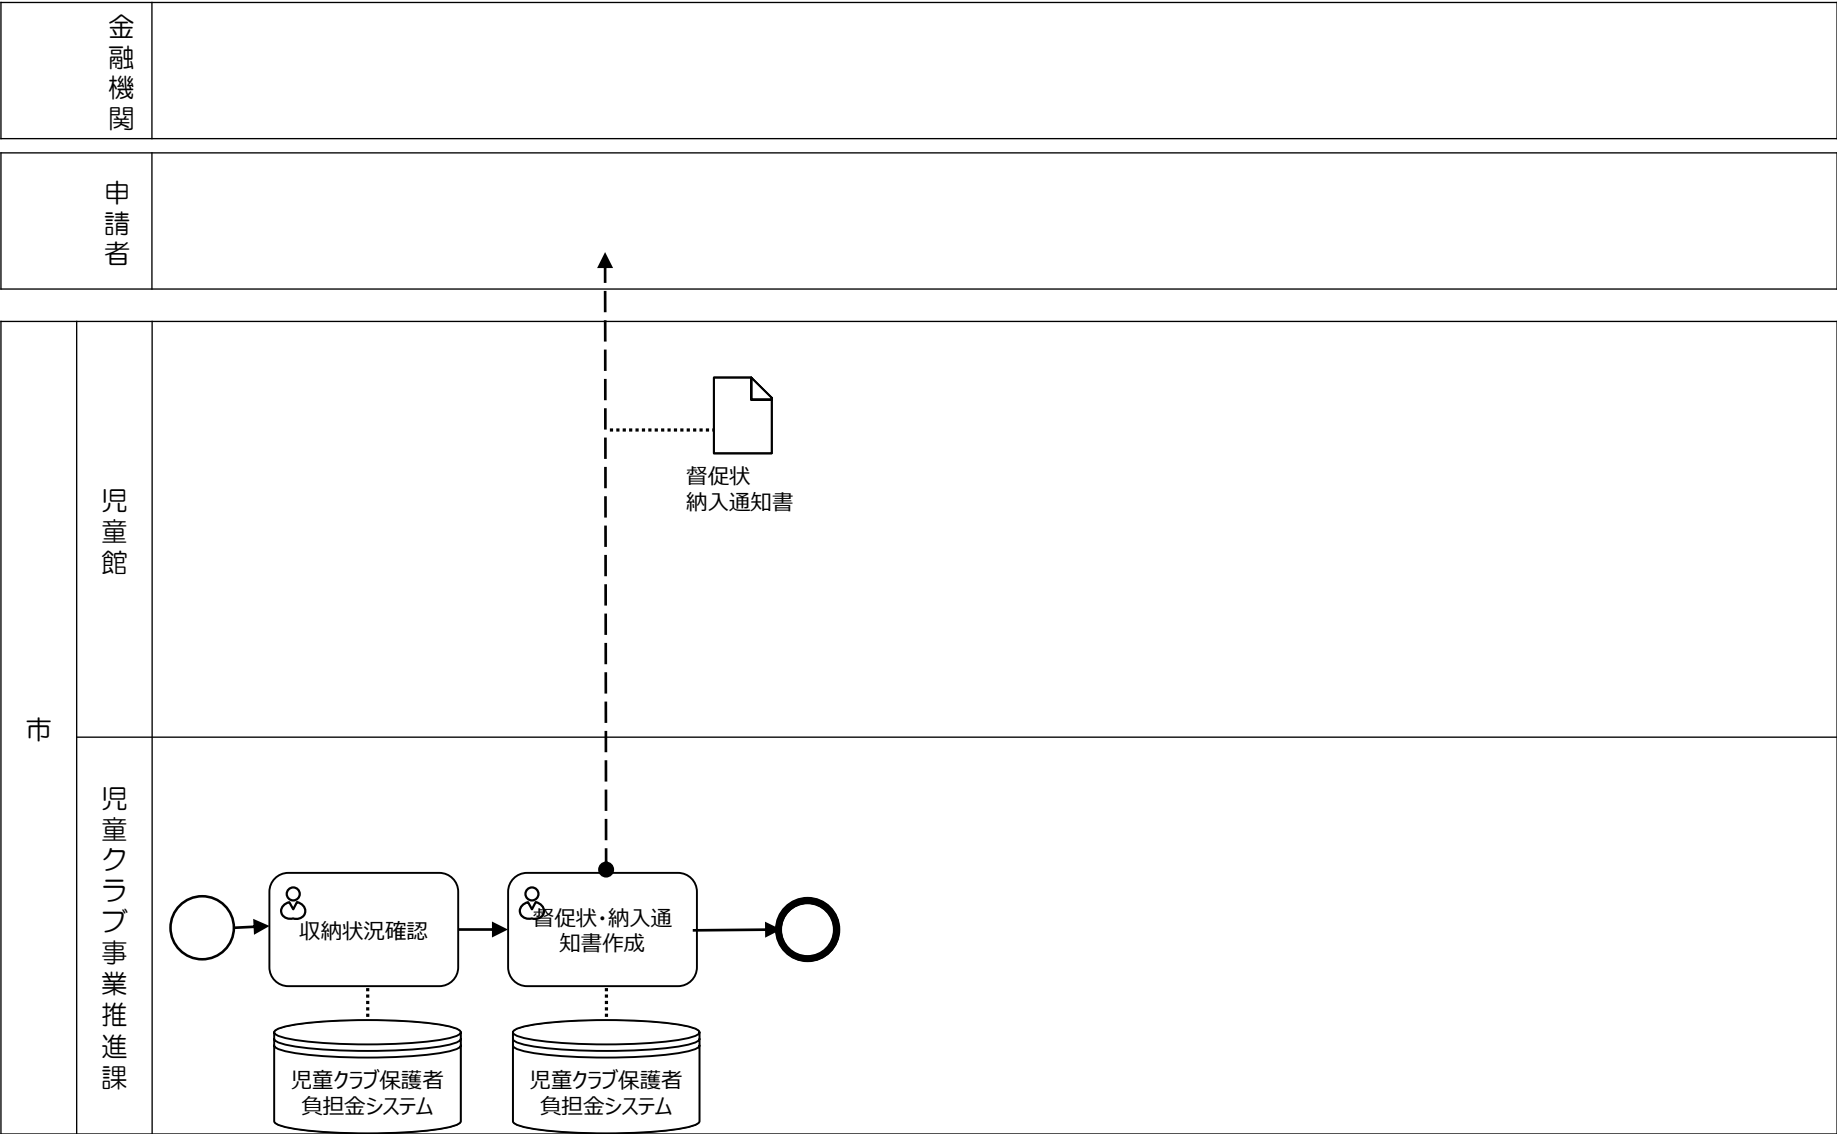 金融機関
申請者
市
児童館
督促状
納入通知書
児童クラブ事業推進課
収納状況確認
督促状・納入通
知書作成
児童クラブ保護者
負担金システム
児童クラブ保護者
負担金システム